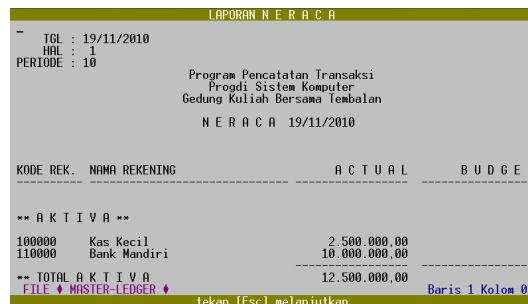 LAPORAN N E R A C A
TGL : 19/11/2010
HAL : 1
PERIODE : 10
Program Pencatatan Transaksi
Progdi Sistem Komputer
Gedung Kuliah Bersama Tembalan
N E R A C A 19/11/2010
KODE REK. NAMA REKENING A C T U A L B U D G E
** A K T I V A **
100000 Kas Kecil 2.500.000,00
110000 Bank Mandiri 10.000.000,00
** TOTAL A K T I V A 12.500.000,00
FILE ♦ MASTER-LEDGER ♦ Baris 1 Kolom 0
tekan [Esc] melanjutkan